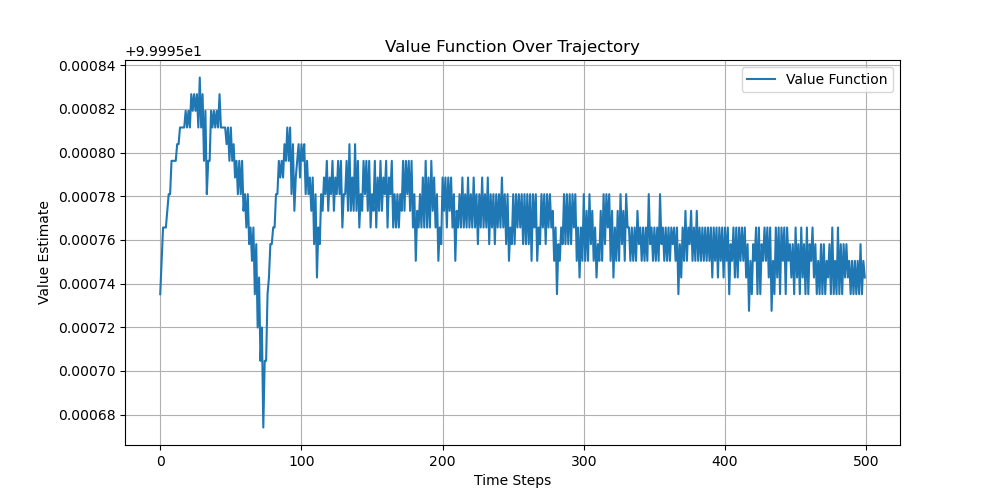 Value Function Over Trajectory
+9.9995e1
Value Function
0.00084
0.00082
0.00080
0.00078
0.00076
0.00074
0.00072
0.00070
0.00068
Value Estimate
0 100 200 300 400 500
Time Steps